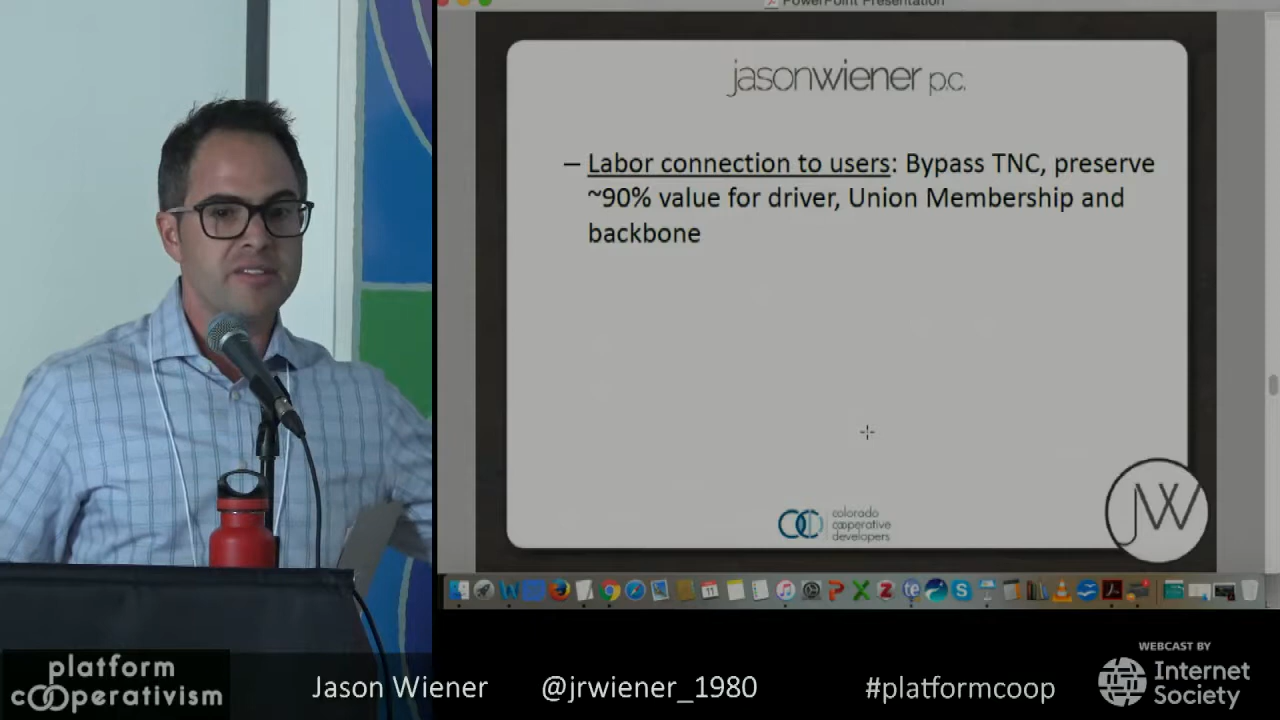 PowerPoint Presentation
jasonwiener p.c.
– Labor connection to users: Bypass TNC, preserve
~90% value for driver, Union Membership and
backbone
colorado
cooperative
developers
JW
platform
cooperativism
Jason Wiener
@jrwiener_1980
#platformcoop
WEBCAST BY
Internet
Society